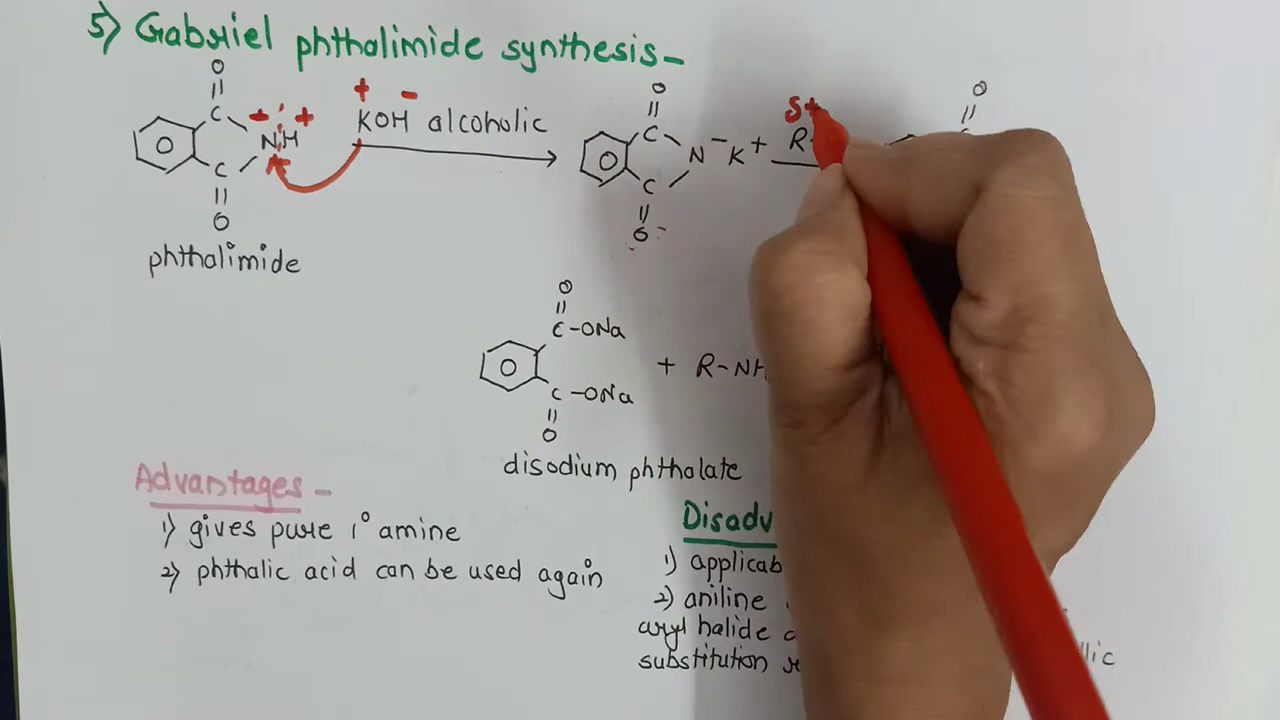 5) Gabriel phthalimide synthesis-
O
||
C
- +
NH
C
||
O
phthalimide
+ -
KOH alcoholic
O
||
C
N - K+
C
||
O
δ+
R-
O
||
O
||
C-ONa
C-ONa
||
O
+ R-NH
disodium phthalate
Advantages -
1) gives pure 1° amine
2) phthalic acid can be used again
Disadv
1) applicab
2) aniline
aryl halide
substitution